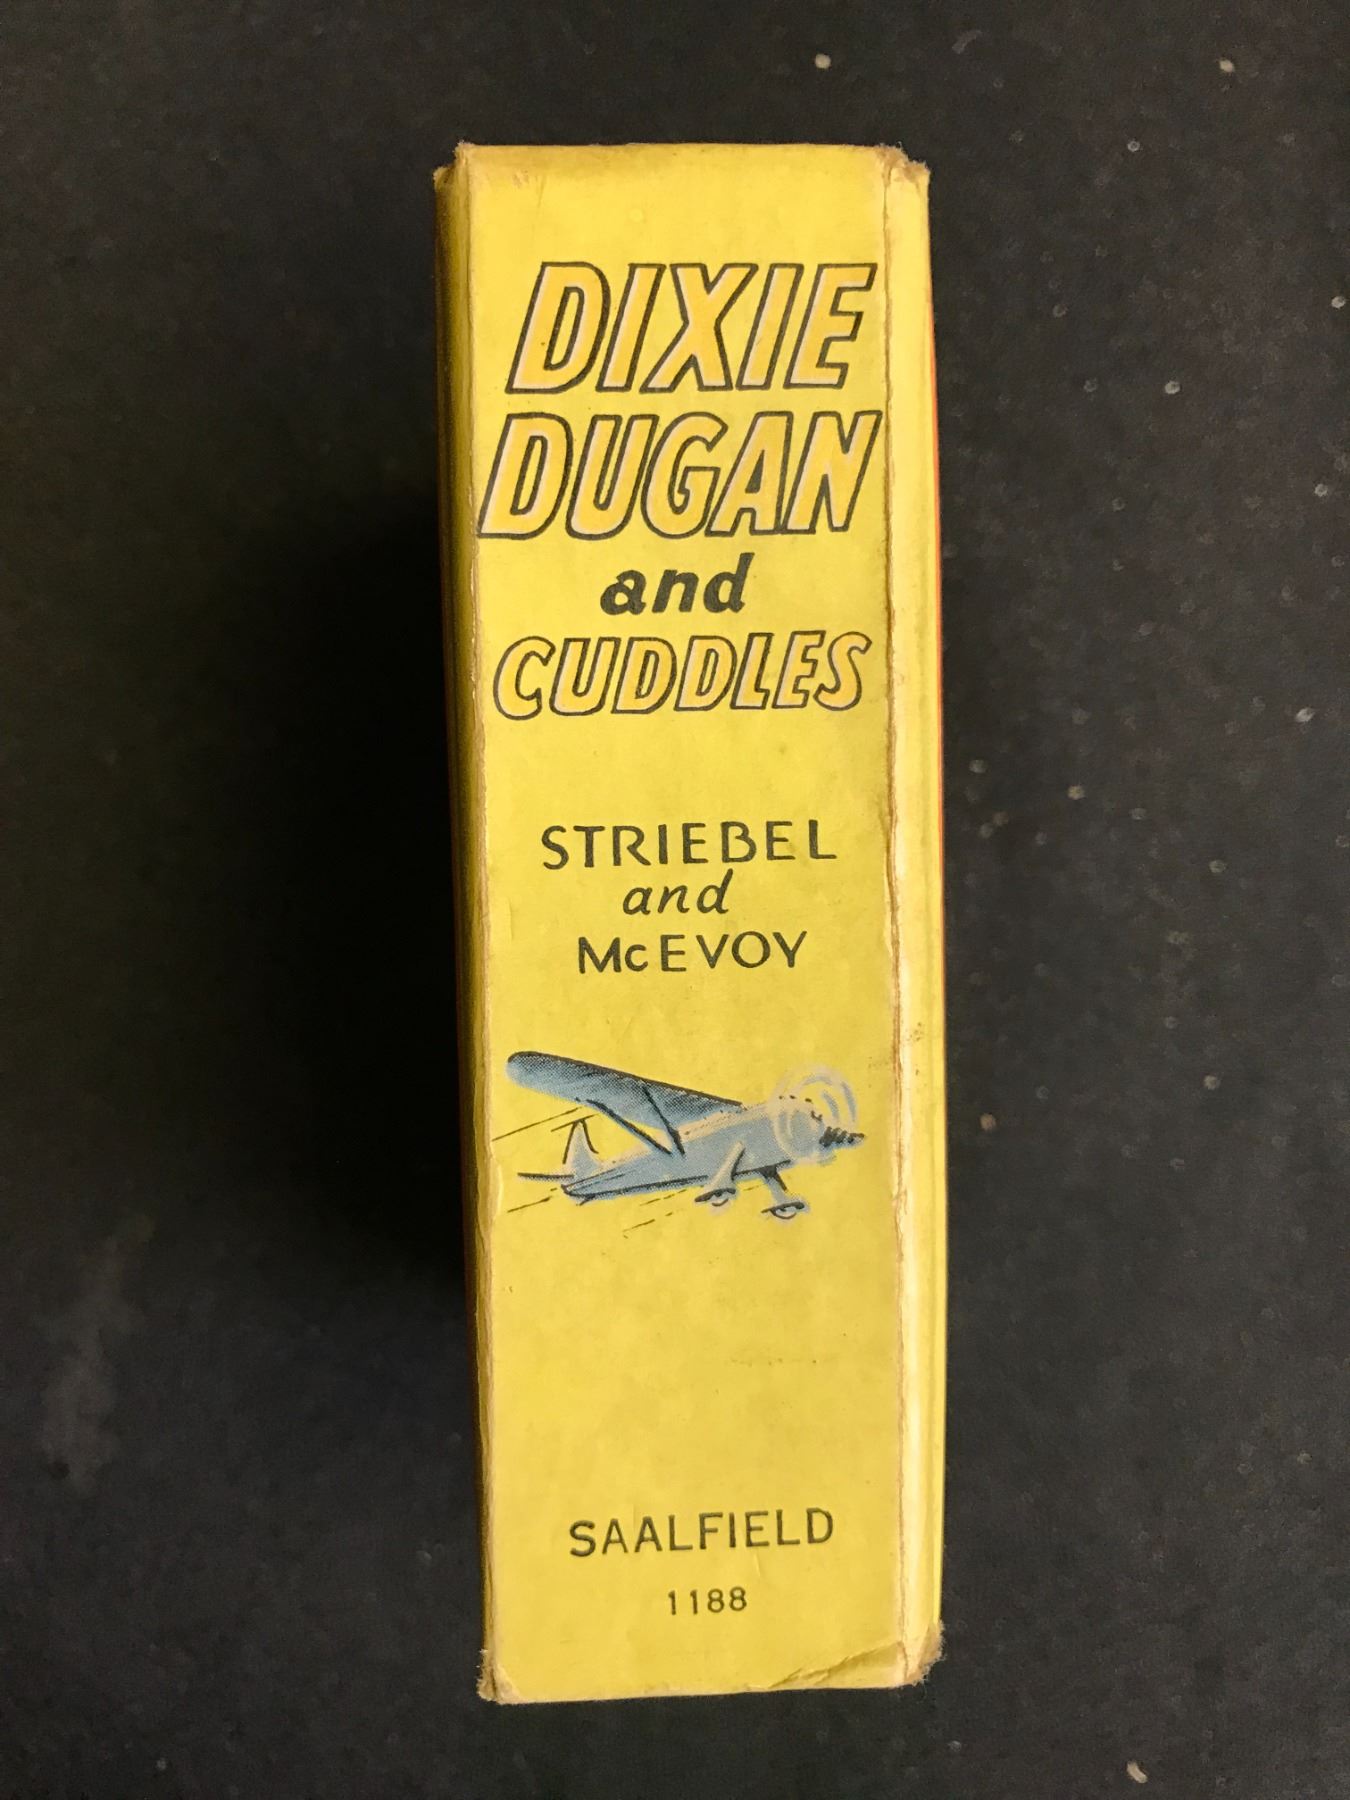 DIXIE
DUGAN
and
CUDDLES
STRIEBEL
and
McEVOY
SAALFIELD
1188